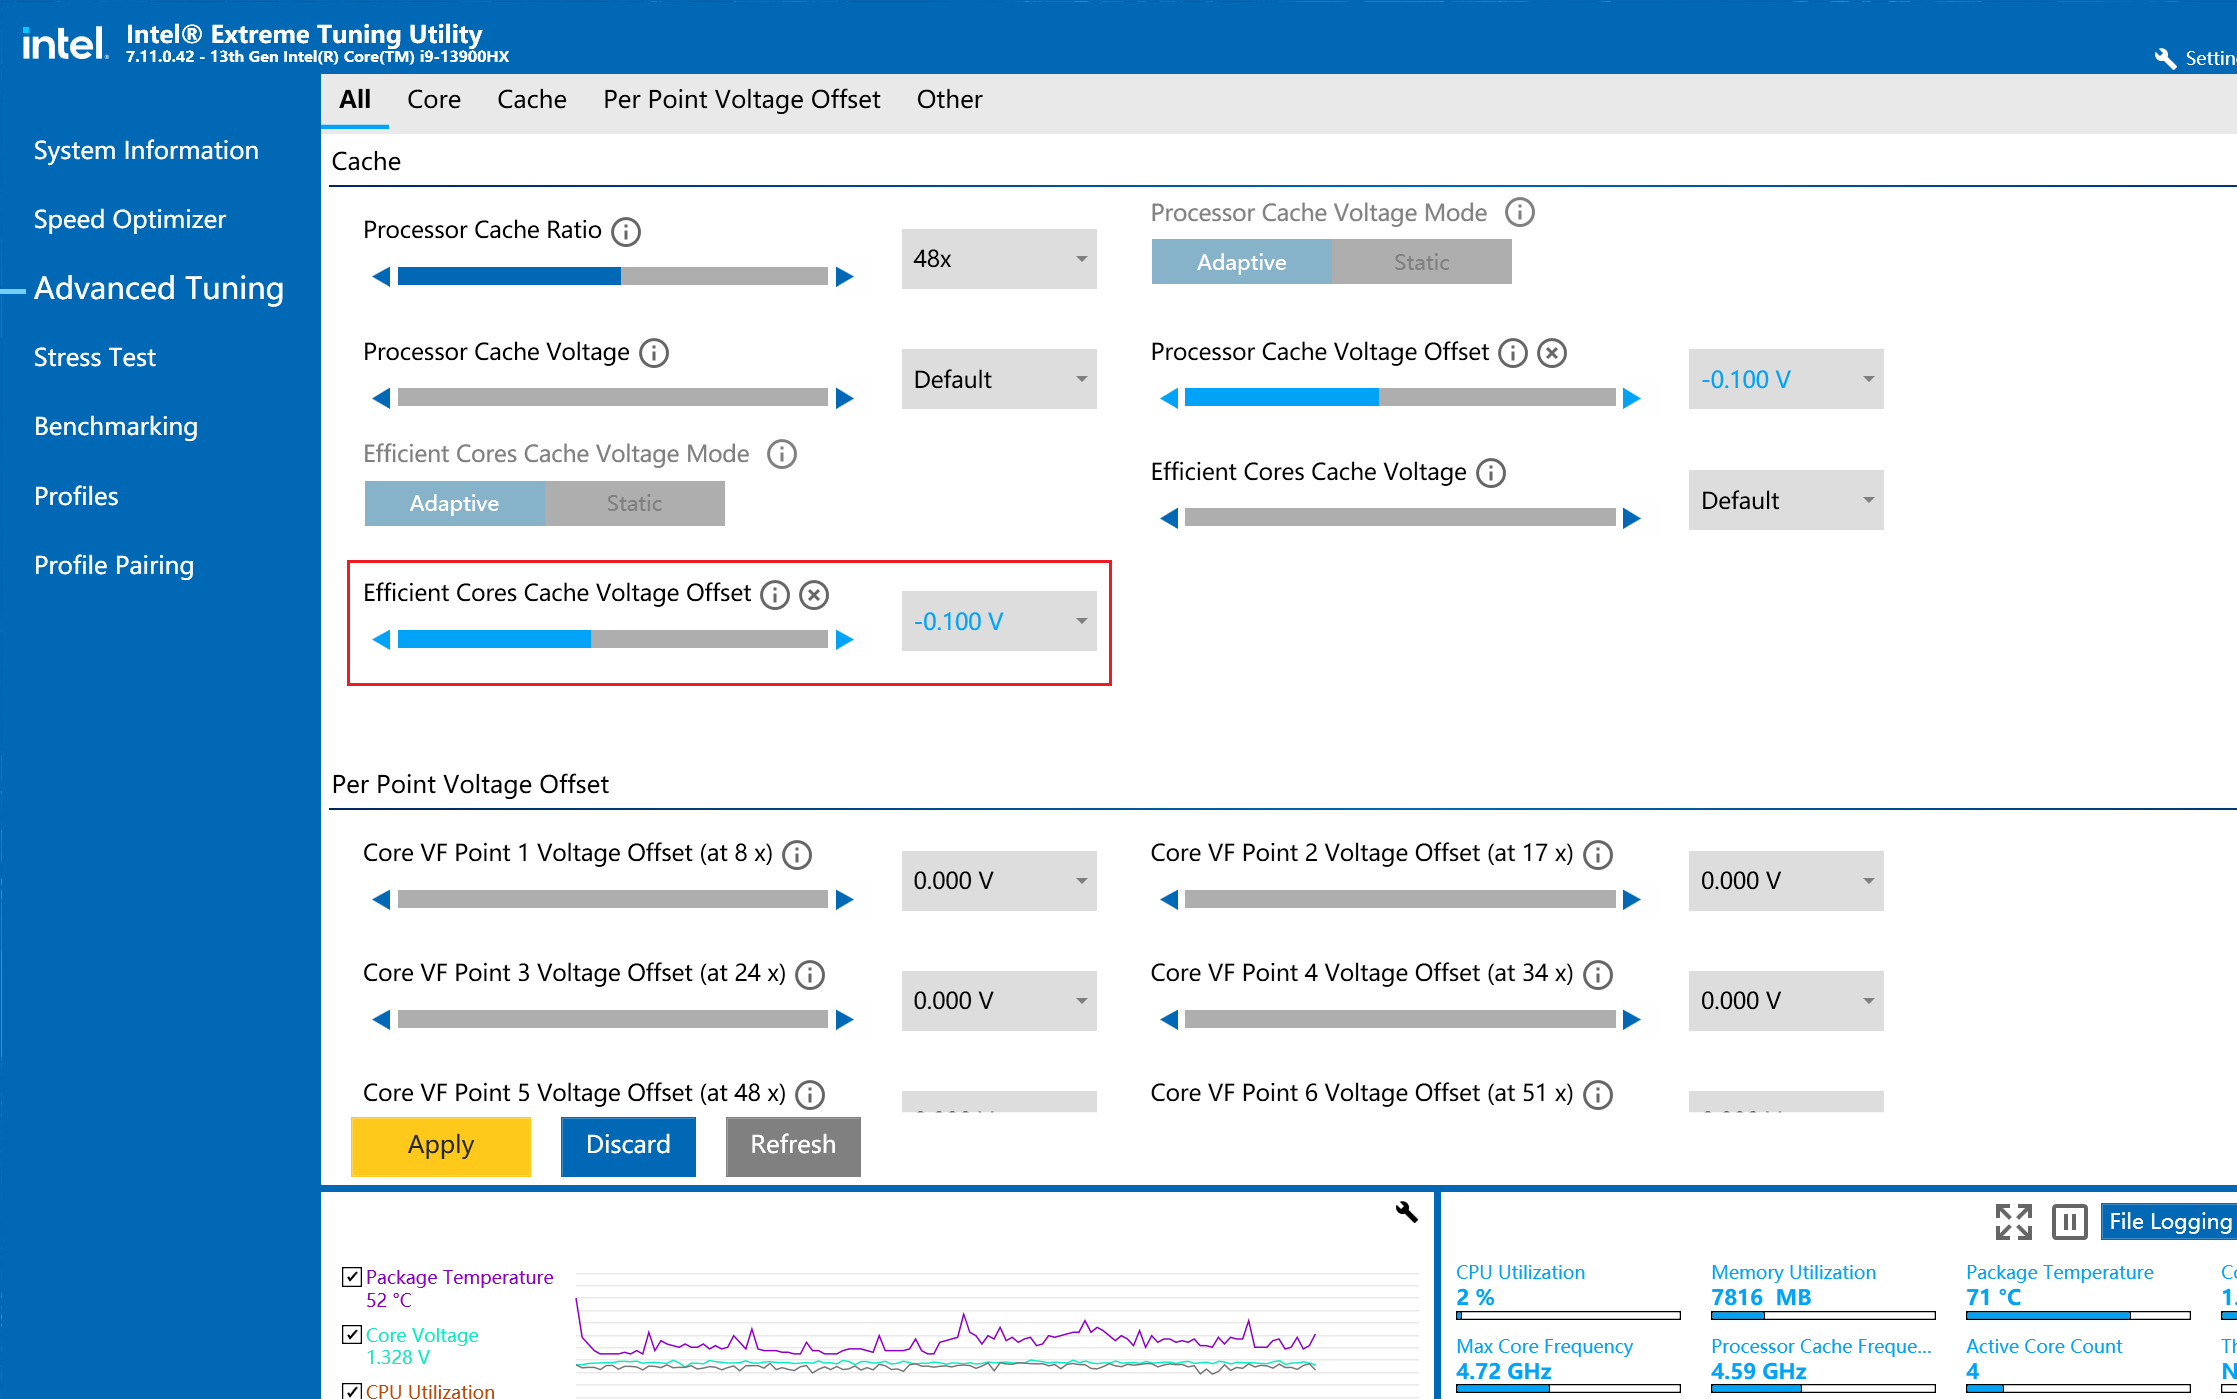 intel.
Intel® Extreme Tuning Utility
7.11.0.42 - 13th Gen Intel(R) Core(TM) i9-13900HX
All Core Cache Per Point Voltage Offset Other
System Information
Speed Optimizer
Advanced Tuning
Stress Test
Benchmarking
Profiles
Profile Pairing
Cache
Processor Cache Ratio
48x
Processor Cache Voltage Mode
Adaptive Static
Processor Cache Voltage
Default
Processor Cache Voltage Offset
-0.100 V
Efficient Cores Cache Voltage Mode
Adaptive Static
Efficient Cores Cache Voltage
Default
Efficient Cores Cache Voltage Offset
-0.100 V
Per Point Voltage Offset
Core VF Point 1 Voltage Offset (at 8 x)
0.000 V
Core VF Point 2 Voltage Offset (at 17 x)
0.000 V
Core VF Point 3 Voltage Offset (at 24 x)
0.000 V
Core VF Point 4 Voltage Offset (at 34 x)
0.000 V
Core VF Point 5 Voltage Offset (at 48 x)
Core VF Point 6 Voltage Offset (at 51 x)
Apply Discard Refresh
File Logging
Package Temperature
52 °C
Core Voltage
1.328 V
CPU Utilization
CPU Utilization
2 %
Memory Utilization
7816 MB
Package Temperature
71 °C
Max Core Frequency
4.72 GHz
Processor Cache Freque...
4.59 GHz
Active Core Count
4